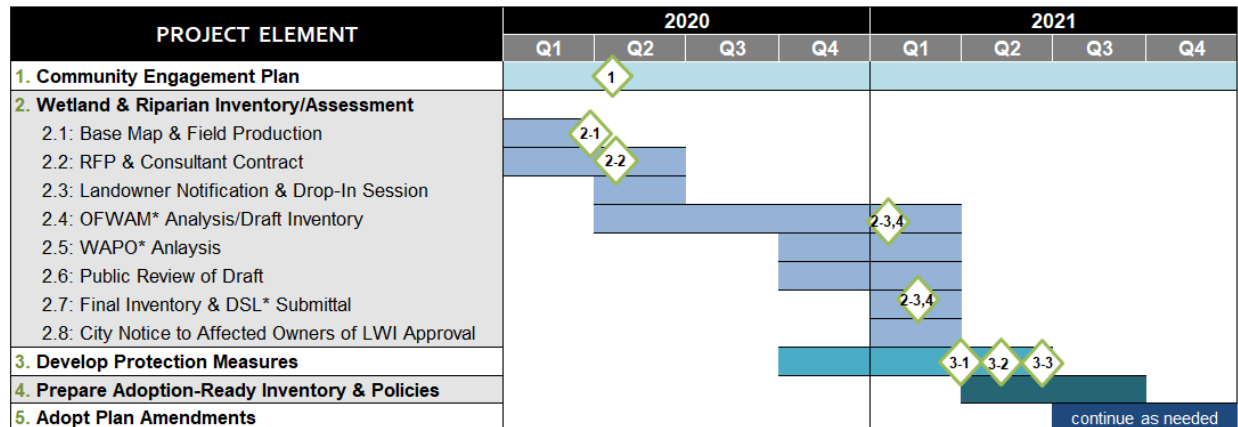 PROJECT ELEMENT
2020
2021
Q1 Q2 Q3 Q4 Q1 Q2 Q3 Q4
1. Community Engagement Plan
1
2. Wetland & Riparian Inventory/Assessment
2.1: Base Map & Field Production
2-1
2.2: RFP & Consultant Contract
2-2
2.3: Landowner Notification & Drop-In Session
2.4: OFWAM* Analysis/Draft Inventory
2-3,4
2.5: WAPO* Anlaysis
2.6: Public Review of Draft
2.7: Final Inventory & DSL* Submittal
2-3,4
2.8: City Notice to Affected Owners of LWI Approval
3. Develop Protection Measures
3-1 3-2 3-3
4. Prepare Adoption-Ready Inventory & Policies
5. Adopt Plan Amendments
continue as needed